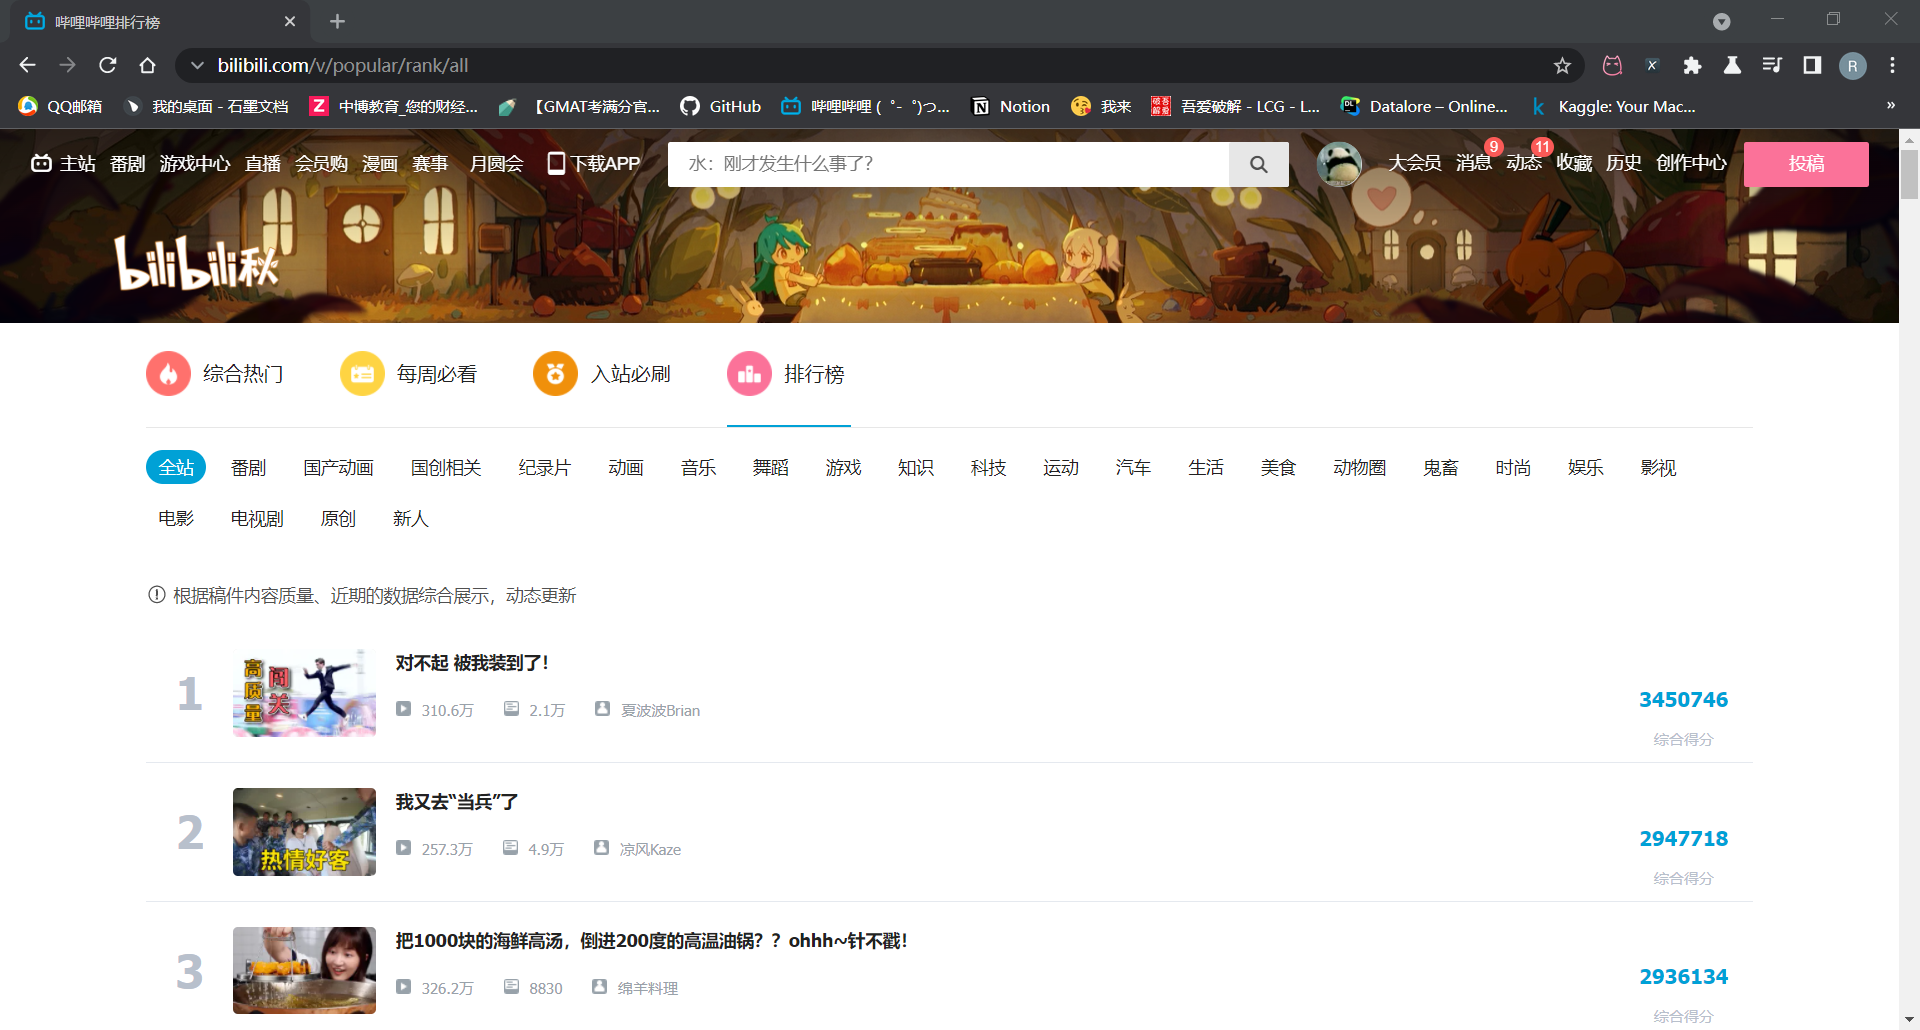 哔哩哔哩排行榜
bilibili.com/v/popular/rank/all
R
QQ邮箱 我的桌面 - 石墨文档 中博教育_您的财经... 【GMAT考满分官... GitHub 哔哩哔哩 ( ゜- ゜)つ... Notion 我来 吾爱破解 - LCG - L... Datalore – Online... Kaggle: Your Mac... »
主站 番剧 游戏中心 直播 会员购 漫画 赛事 月圆会 下载APP 水：刚才发生什么事了？ 大会员 消息 9 动态 11 收藏 历史 创作中心 投稿
bilibili秋
综合热门 每周必看 入站必刷 排行榜
全站 番剧 国产动画 国创相关 纪录片 动画 音乐 舞蹈 游戏 知识 科技 运动 汽车 生活 美食 动物圈 鬼畜 时尚 娱乐 影视
电影 电视剧 原创 新人
根据稿件内容质量、近期的数据综合展示，动态更新
1
高质量
闯关
对不起 被我装到了！
310.6万 2.1万 夏波波Brian
3450746
综合得分
2
热情好客
我又去“当兵”了
257.3万 4.9万 凉风Kaze
2947718
综合得分
3
把1000块的海鲜高汤，倒进200度的高温油锅？？ohhh~针不戳！
326.2万 8830 绵羊料理
2936134
综合得分